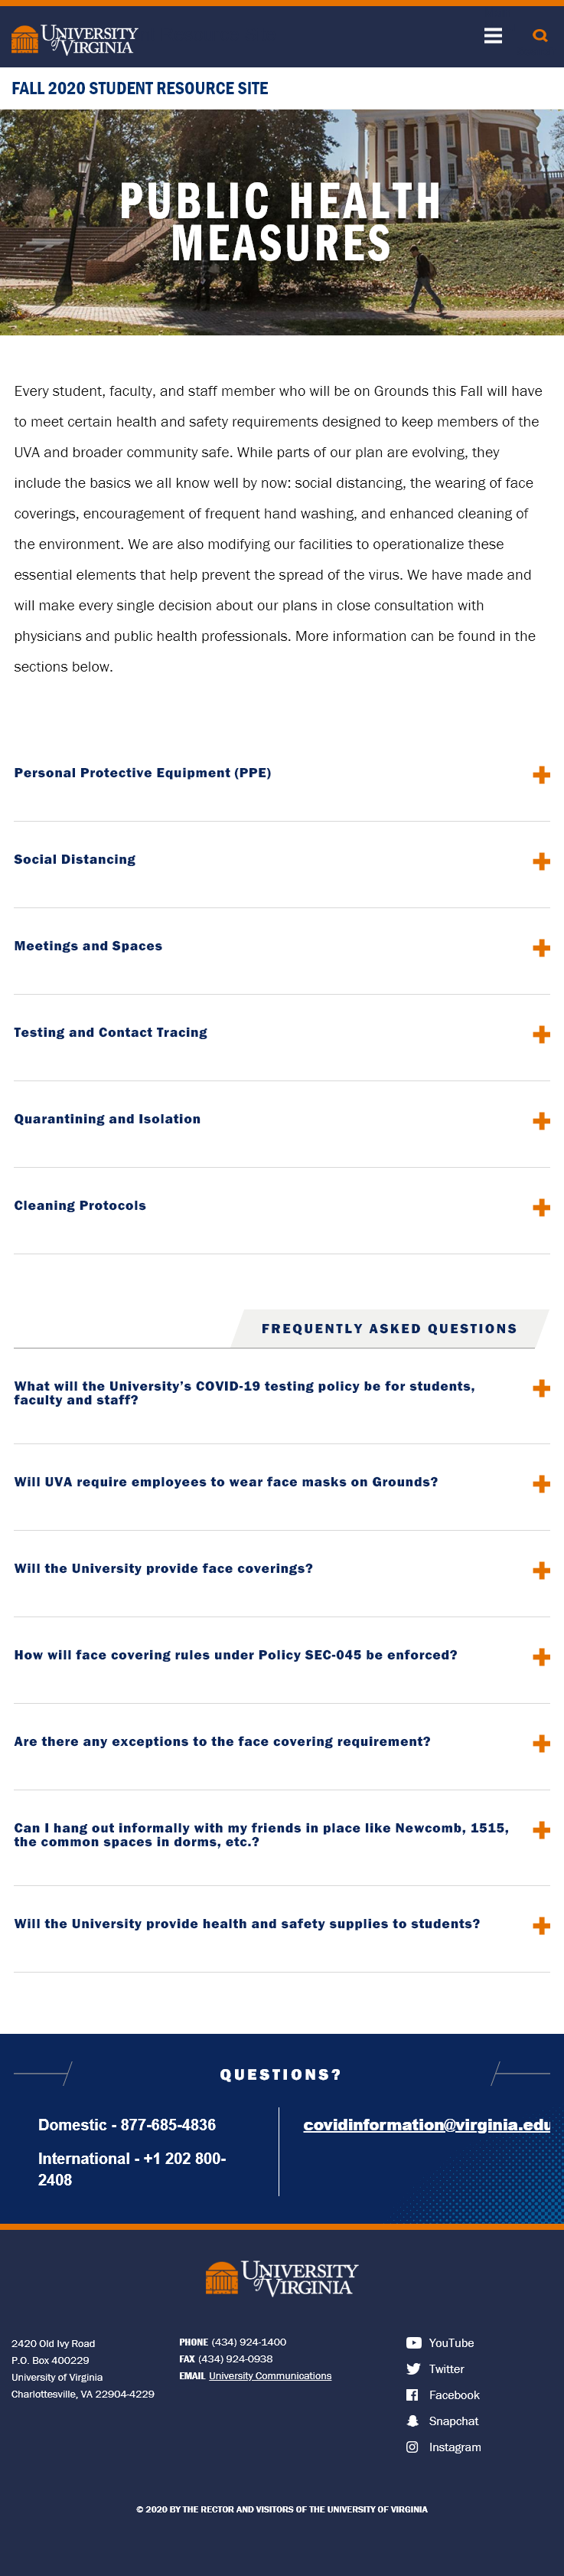 UNIVERSITY
of VIRGINIA
FALL 2020 STUDENT RESOURCE SITE
PUBLIC HEALTH
MEASURES
Every student, faculty, and staff member who will be on Grounds this Fall will have
to meet certain health and safety requirements designed to keep members of the
UVA and broader community safe. While parts of our plan are evolving, they
include the basics we all know well by now: social distancing, the wearing of face
coverings, encouragement of frequent hand washing, and enhanced cleaning of
the environment. We are also modifying our facilities to operationalize these
essential elements that help prevent the spread of the virus. We have made and
will make every single decision about our plans in close consultation with
physicians and public health professionals. More information can be found in the
sections below.
Personal Protective Equipment (PPE)
Social Distancing
Meetings and Spaces
Testing and Contact Tracing
Quarantining and Isolation
Cleaning Protocols
FREQUENTLY ASKED QUESTIONS
What will the University’s COVID-19 testing policy be for students,
faculty and staff?
Will UVA require employees to wear face masks on Grounds?
Will the University provide face coverings?
How will face covering rules under Policy SEC-045 be enforced?
Are there any exceptions to the face covering requirement?
Can I hang out informally with my friends in place like Newcomb, 1515,
the common spaces in dorms, etc.?
Will the University provide health and safety supplies to students?
QUESTIONS?
Domestic - 877-685-4836
International - +1 202 800-
2408
covidinformation@virginia.edu
UNIVERSITY
of VIRGINIA
2420 Old Ivy Road
P.O. Box 400229
University of Virginia
Charlottesville, VA 22904-4229
PHONE (434) 924-1400
FAX (434) 924-0938
EMAIL University Communications
YouTube
Twitter
Facebook
Snapchat
Instagram
© 2020 BY THE RECTOR AND VISITORS OF THE UNIVERSITY OF VIRGINIA